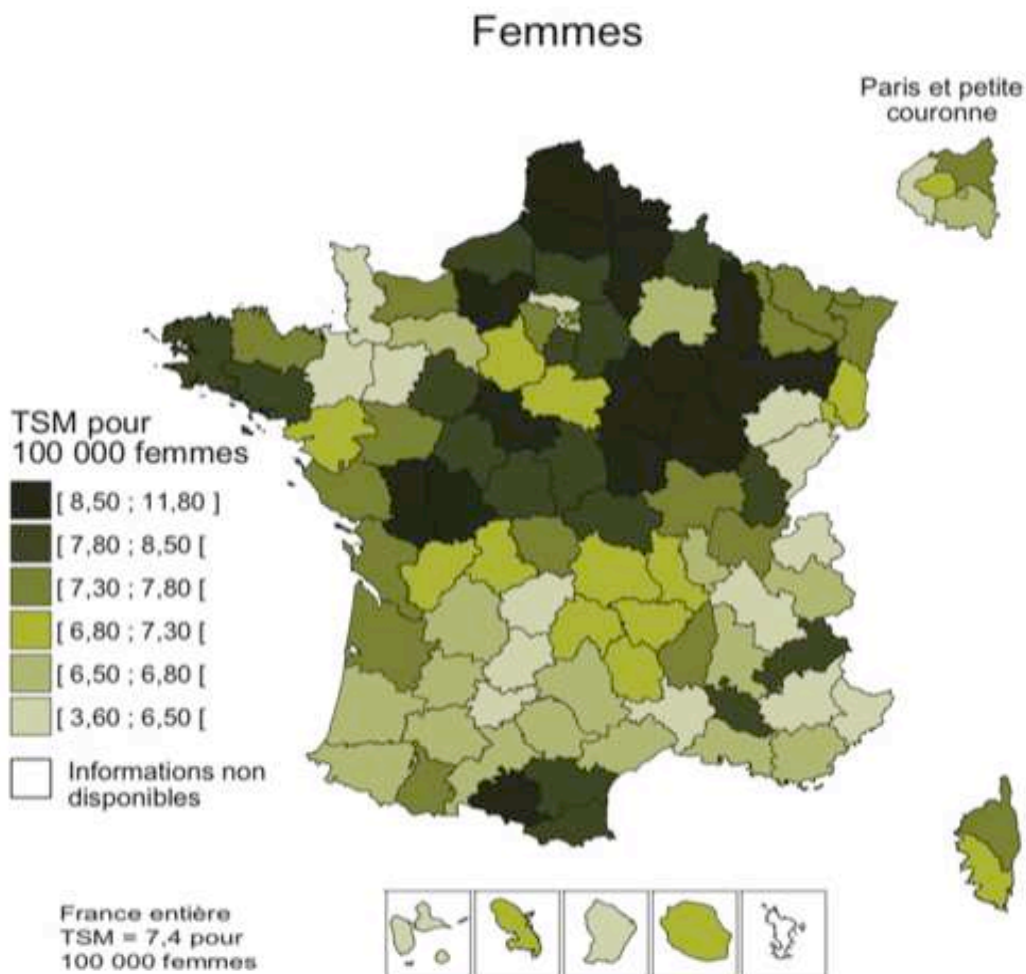 Femmes
Paris et petite
couronne
TSM pour
100 000 femmes
[ 8,50 ; 11,80 ]
[ 7,80 ; 8,50 [
[ 7,30 ; 7,80 [
[ 6,80 ; 7,30 [
[ 6,50 ; 6,80 [
[ 3,60 ; 6,50 [
Informations non
disponibles
France entière
TSM = 7,4 pour
100 000 femmes